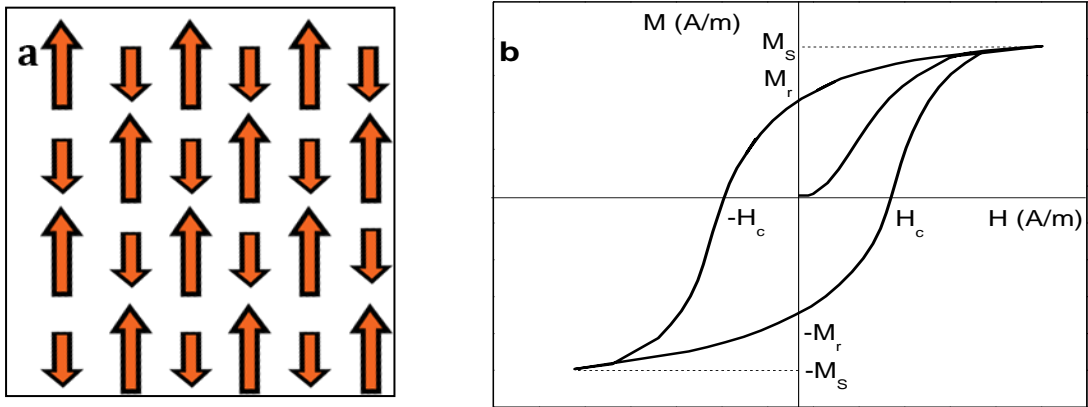 a
b
M (A/m)
M_S
M_r
-H_c
H_c
H (A/m)
-M_r
-M_S